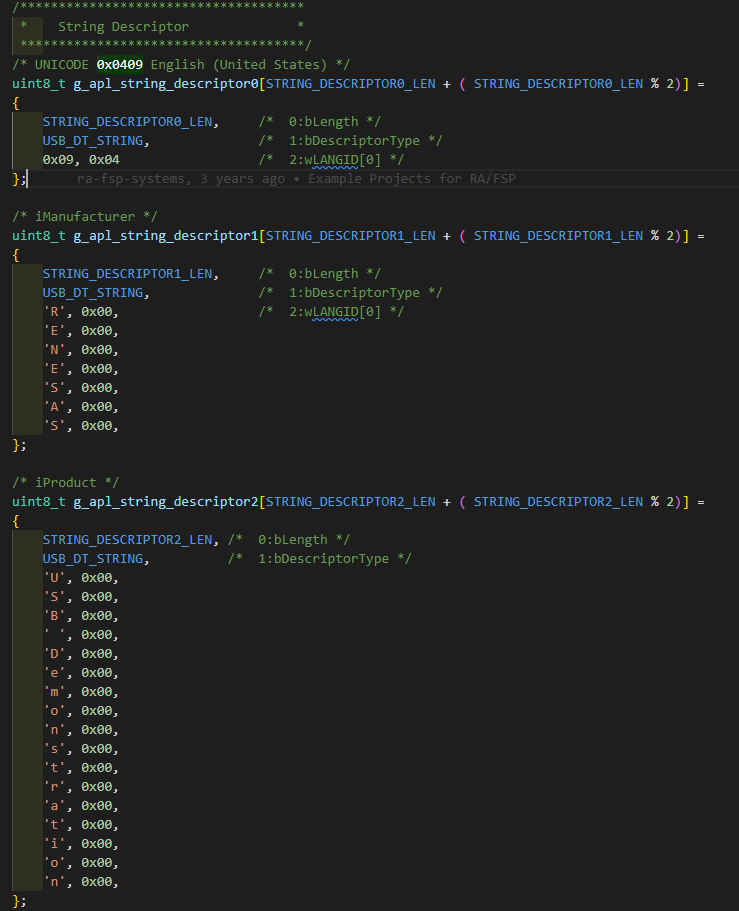 /*************************************
 *    String Descriptor              *
 *************************************/
/* UNICODE 0x0409 English (United States) */
uint8_t g_apl_string_descriptor0[STRING_DESCRIPTOR0_LEN + ( STRING_DESCRIPTOR0_LEN % 2)] =
{
    STRING_DESCRIPTOR0_LEN,     /*  0:bLength */
    USB_DT_STRING,              /*  1:bDescriptorType */
    0x09, 0x04                  /*  2:wLANGID[0] */
};      ra-fsp-systems, 3 years ago • Example Projects for RA/FSP
/* iManufacturer */
uint8_t g_apl_string_descriptor1[STRING_DESCRIPTOR1_LEN + ( STRING_DESCRIPTOR1_LEN % 2)] =
{
    STRING_DESCRIPTOR1_LEN,     /*  0:bLength */
    USB_DT_STRING,              /*  1:bDescriptorType */
    'R', 0x00,                  /*  2:wLANGID[0] */
    'E', 0x00,
    'N', 0x00,
    'E', 0x00,
    'S', 0x00,
    'A', 0x00,
    'S', 0x00,
};
/* iProduct */
uint8_t g_apl_string_descriptor2[STRING_DESCRIPTOR2_LEN + ( STRING_DESCRIPTOR2_LEN % 2)] =
{
    STRING_DESCRIPTOR2_LEN, /*  0:bLength */
    USB_DT_STRING,          /*  1:bDescriptorType */
    'U', 0x00,
    'S', 0x00,
    'B', 0x00,
    ' ', 0x00,
    'D', 0x00,
    'e', 0x00,
    'm', 0x00,
    'o', 0x00,
    'n', 0x00,
    's', 0x00,
    't', 0x00,
    'r', 0x00,
    'a', 0x00,
    't', 0x00,
    'i', 0x00,
    'o', 0x00,
    'n', 0x00,
};